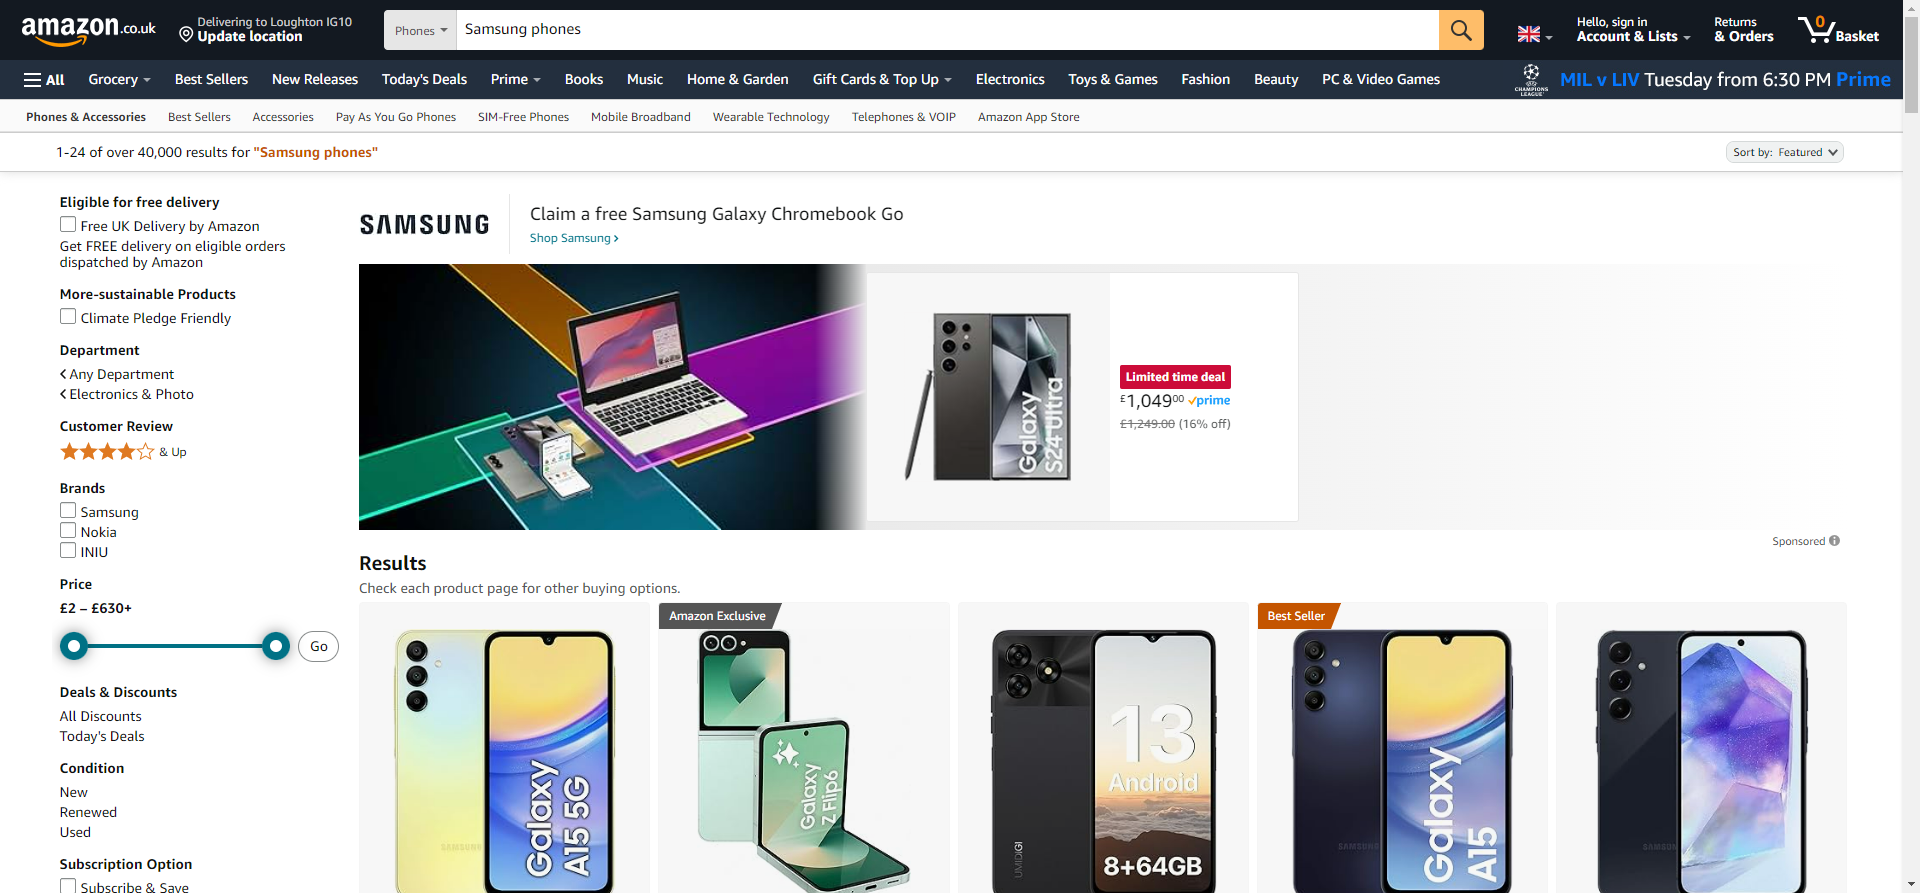 amazon.co.uk
Delivering to Loughton IG10
Update location
Phones
Samsung phones
Hello, sign in
Account & Lists
Returns
& Orders
0
Basket
All
Grocery
Best Sellers
New Releases
Today's Deals
Prime
Books
Music
Home & Garden
Gift Cards & Top Up
Electronics
Toys & Games
Fashion
Beauty
PC & Video Games
CHAMPIONS
LEAGUE
MIL v LIV Tuesday from 6:30 PM Prime
Phones & Accessories
Best Sellers
Accessories
Pay As You Go Phones
SIM-Free Phones
Mobile Broadband
Wearable Technology
Telephones & VOIP
Amazon App Store
1-24 of over 40,000 results for "Samsung phones"
Sort by: Featured
Eligible for free delivery
Free UK Delivery by Amazon
Get FREE delivery on eligible orders
dispatched by Amazon
More-sustainable Products
Climate Pledge Friendly
Department
Any Department
Electronics & Photo
Customer Review
& Up
Brands
Samsung
Nokia
INIU
Price
£2 – £630+
Go
Deals & Discounts
All Discounts
Today's Deals
Condition
New
Renewed
Used
Subscription Option
Subscribe & Save
SAMSUNG
Claim a free Samsung Galaxy Chromebook Go
Shop Samsung
Galaxy
S24 Ultra
Limited time deal
£1,04900 prime
£1,249.00 (16% off)
Sponsored
Results
Check each product page for other buying options.
SAMSUNG
Galaxy
A15 5G
Amazon Exclusive
Galaxy
Z Flip6
UMIDIGI
13
Android
8+64GB
Best Seller
SAMSUNG
Galaxy
A15
SAMSUNG